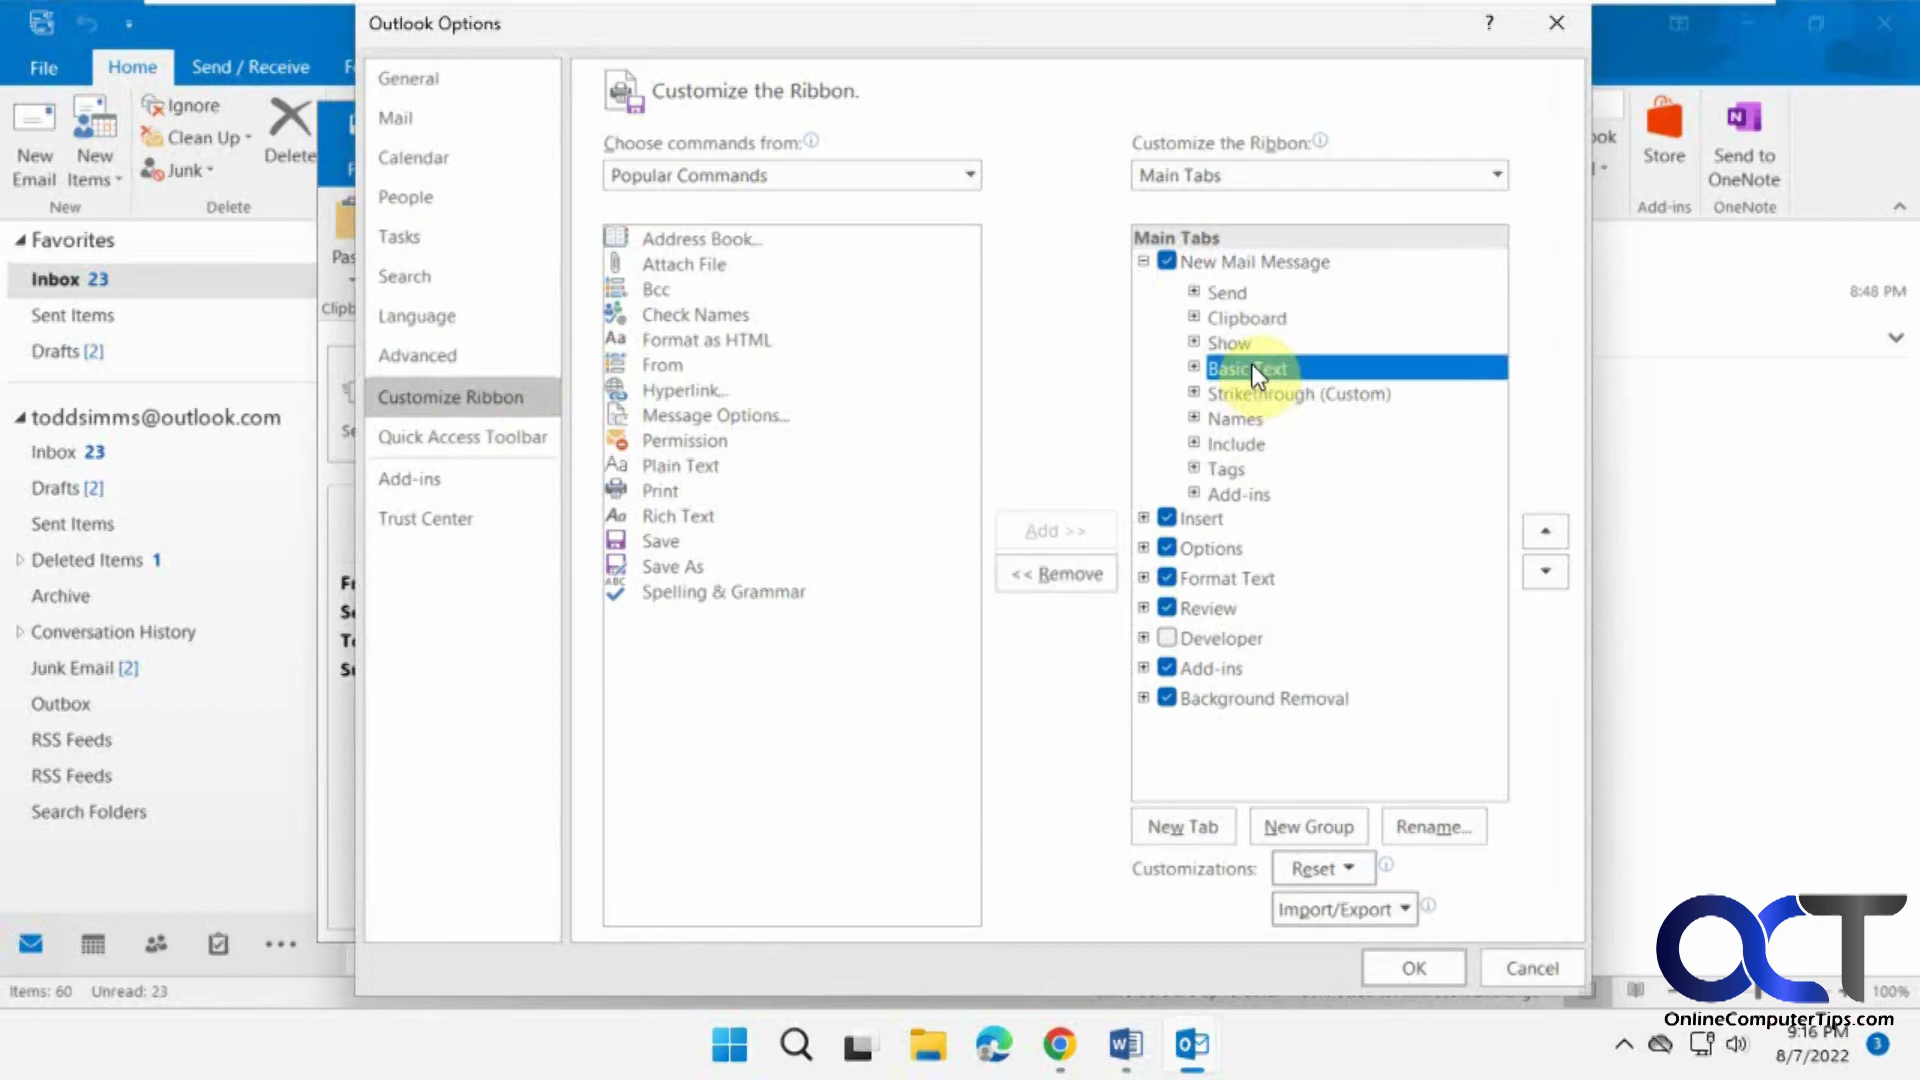 Outlook Options
?
File
Home
Send / Receive
New Email
New Items
New
Ignore
Clean Up
Junk
Delete
Delete
Store
Add-ins
Send to OneNote
OneNote
Favorites
Inbox 23
Sent Items
Drafts [2]
toddsimms@outlook.com
Inbox 23
Drafts [2]
Sent Items
Deleted Items 1
Archive
Conversation History
Junk Email [2]
Outbox
RSS Feeds
RSS Feeds
Search Folders
Items: 60 Unread: 23
Clipb
General
Mail
Calendar
People
Tasks
Search
Language
Advanced
Customize Ribbon
Quick Access Toolbar
Add-ins
Trust Center
Customize the Ribbon.
Choose commands from:
Popular Commands
Address Book...
Attach File
Bcc
Check Names
Format as HTML
From
Hyperlink...
Message Options...
Permission
Plain Text
Print
Rich Text
Save
Save As
Spelling & Grammar
Add >>
<< Remove
Customize the Ribbon:
Main Tabs
Main Tabs
New Mail Message
Send
Clipboard
Show
Basic Text
Strikethrough (Custom)
Names
Include
Tags
Add-ins
Insert
Options
Format Text
Review
Developer
Add-ins
Background Removal
New Tab
New Group
Rename...
Customizations:
Reset
Import/Export
OK
Cancel
8:48 PM
100%
OCT
OnlineComputerTips.com
9:16 PM
8/7/2022
3